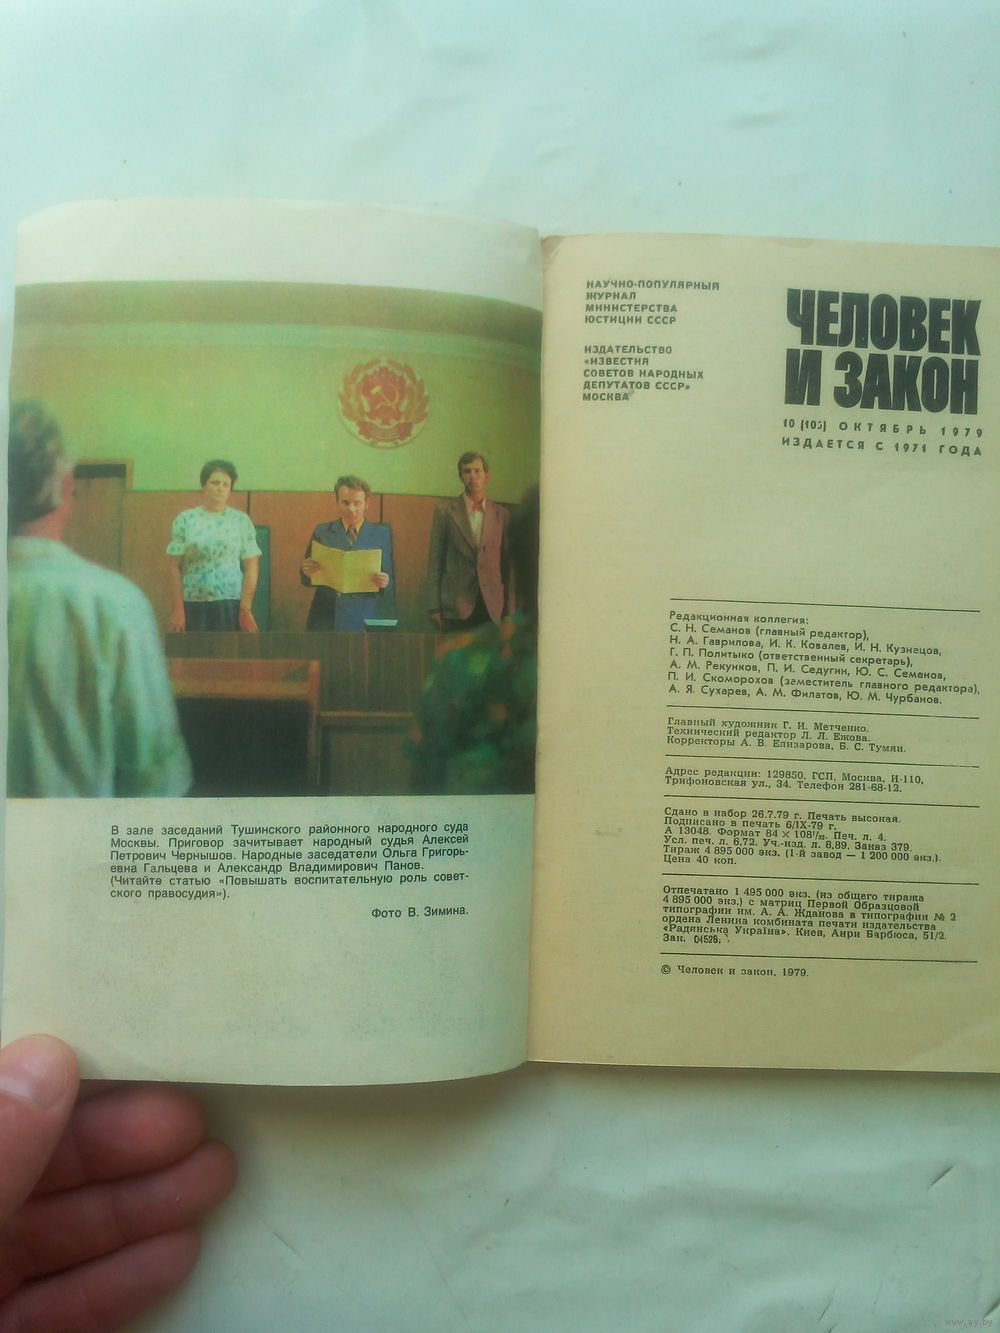 В зале заседаний Тушинского районного народного суда
Москвы. Приговор зачитывает народный судья Алексей
Петрович Чернышов. Народные заседатели Ольга Григорь-
евна Гальцева и Александр Владимирович Панов.
(Читайте статью «Повышать воспитательную роль совет-
ского правосудия»).
Фото В. Зимина.
НАУЧНО-ПОПУЛЯРНЫЙ
ЖУРНАЛ
МИНИСТЕРСТВА
ЮСТИЦИИ СССР
ИЗДАТЕЛЬСТВО
«ИЗВЕСТИЯ
СОВЕТОВ НАРОДНЫХ
ДЕПУТАТОВ СССР»
МОСКВА
ЧЕЛОВЕК
И ЗАКОН
10 ОКТЯБРЬ 1979
ИЗДАЕТСЯ С 1971 ГОДА
Редакционная коллегия:
С. Н. Семанов (главный редактор),
Н. А. Гаврилова, И. К. Ковалев, И. Н. Кузнецов,
Г. П. Политыко (ответственный секретарь),
А. М. Рекунков, П. И. Седугин, Ю. С. Семенов,
П. И. Скоморохов (заместитель главного редактора),
А. Я. Сухарев, А. М. Филатов, Ю. М. Чурбанов.
Главный художник Г. И. Метченко.
Технический редактор Л. Л. Ежова.
Корректоры А. В. Елизарова, Б. С. Тумян.
Адрес редакции: 129850, ГСП, Москва, И-110,
Трифоновская ул., 34. Телефон 281-68-12.
Сдано в набор 26.7.79 г. Печать высокая.
Подписано в печать 6/IX-79 г.
А 13048. Формат 84 × 108¹/₃₂. Печ. л. 4.
Усл. печ. л. 6,72. Уч.-изд. л. 8,89. Заказ 379.
Тираж 4 895 000 экз. (1-й завод — 1 200 000 экз.).
Цена 40 коп.
Отпечатано 1 495 000 экз. (из общего тиража
4 895 000 экз.) с матриц Первой Образцовой
типографии им. А. А. Жданова в типографии № 2
ордена Ленина комбината печати издательства
«Радянська Україна». Киев, Анри Барбюса, 51/2.
Зак. 04528.
© Человек и закон, 1979.
www.ay.by